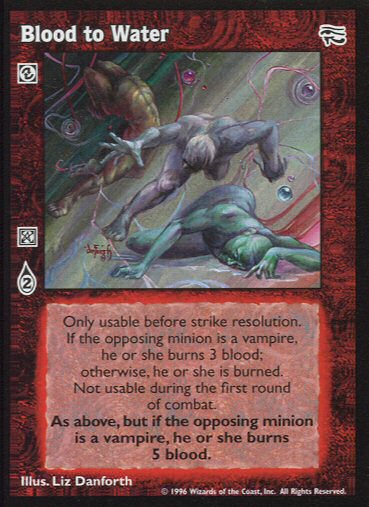 Blood to Water
2
Only usable before strike resolution.
If the opposing minion is a vampire,
he or she burns 3 blood;
otherwise, he or she is burned.
Not usable during the first round
of combat.
As above, but if the opposing minion
is a vampire, he or she burns
5 blood.
Illus. Liz Danforth
© 1996 Wizards of the Coast, Inc. All Rights Reserved.